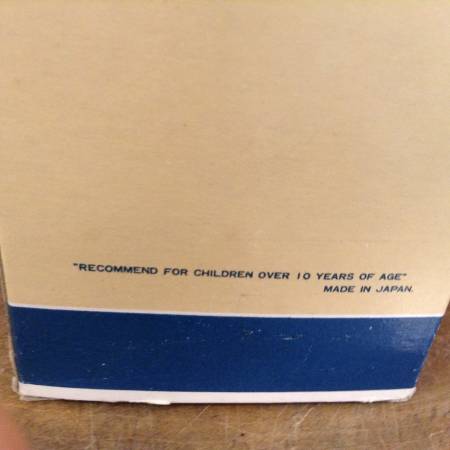 "RECOMMEND FOR CHILDREN OVER 10 YEARS OF AGE"
MADE IN JAPAN.